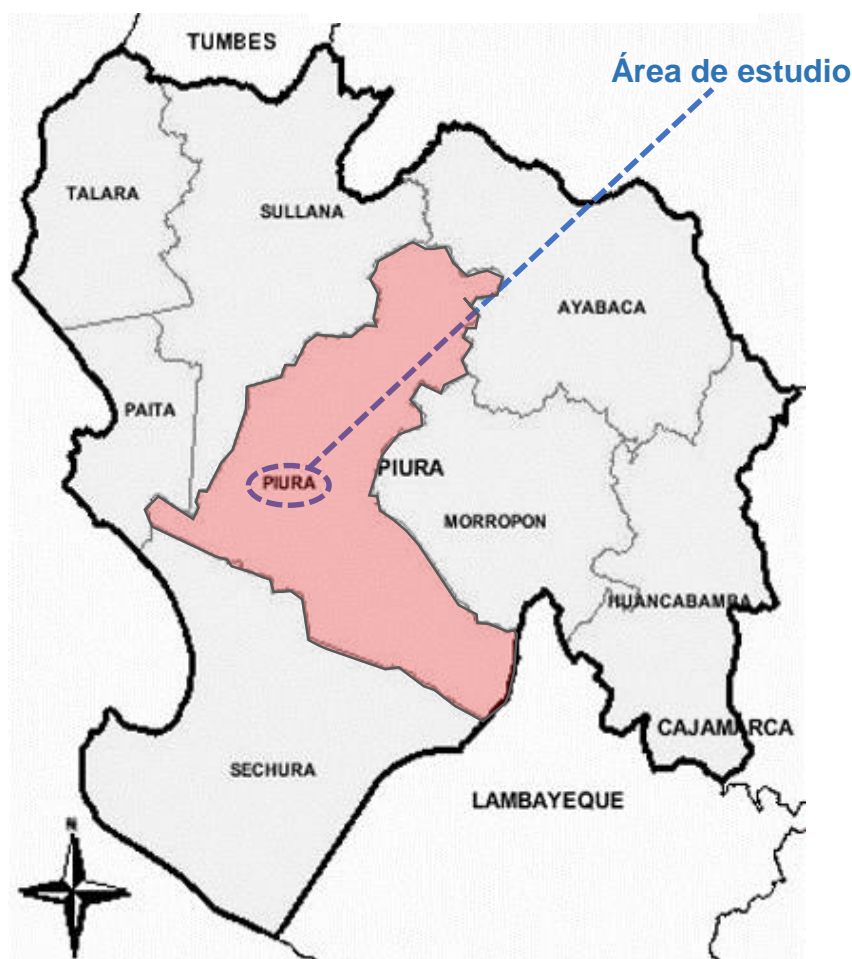 TUMBES
Área de estudio
TALARA
SULLANA
AYABACA
PAITA
PIURA
PIURA
MORROPON
HUANCABAMBA
CAJAMARCA
SECHURA
LAMBAYEQUE
N